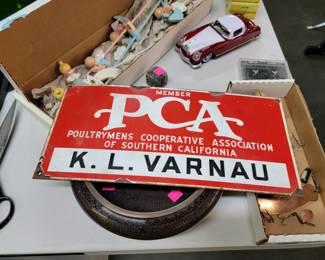 MEMBER
PCA
POULTRYMENS COOPERATIVE ASSOCIATION
OF SOUTHERN CALIFORNIA
K. L. VARNAU